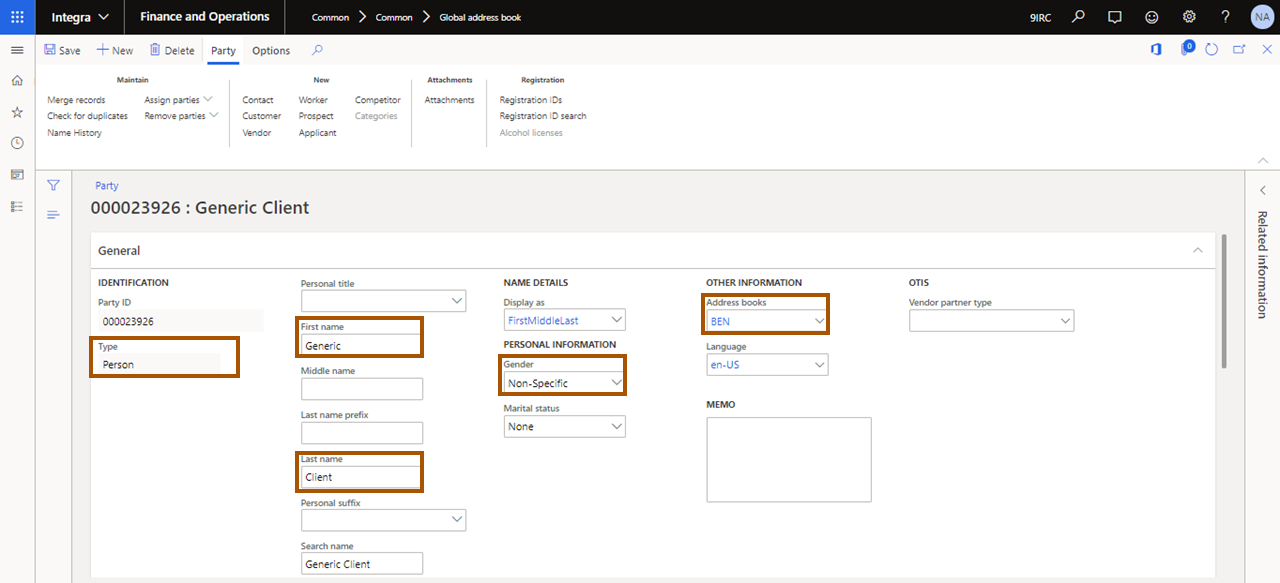 Integra
Finance and Operations
Common
Common
Global address book
9IRC
NA
Save
New
Delete
Party
Options
0
Maintain
Merge records
Check for duplicates
Name History
Assign parties
Remove parties
New
Contact
Customer
Vendor
Worker
Prospect
Applicant
Competitor
Categories
Attachments
Attachments
Registration
Registration IDs
Registration ID search
Alcohol licenses
Party
000023926 : Generic Client
General
IDENTIFICATION
Party ID
000023926
Type
Person
Personal title
First name
Generic
Middle name
Last name prefix
Last name
Client
Personal suffix
Search name
Generic Client
NAME DETAILS
Display as
FirstMiddleLast
PERSONAL INFORMATION
Gender
Non-Specific
Marital status
None
OTHER INFORMATION
Address books
BEN
Language
en-US
MEMO
OTIS
Vendor partner type
Related information